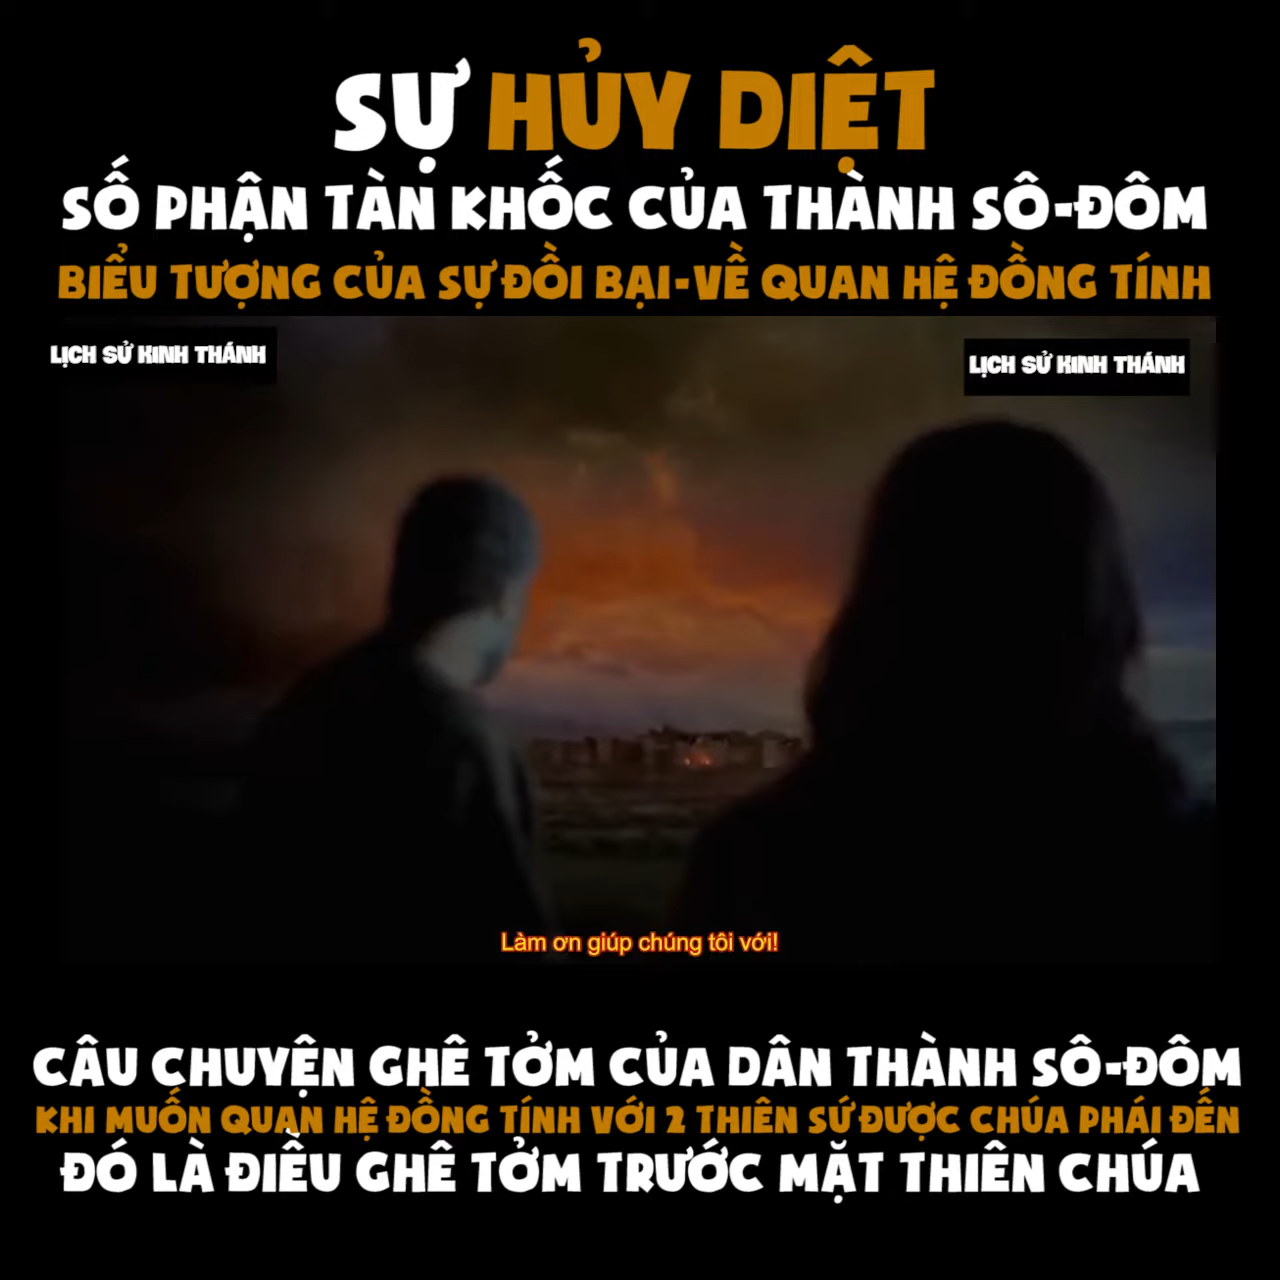 SỰ HỦY DIỆT
SỐ PHẬN TÀN KHỐC CỦA THÀNH SÔ-ĐÔM
BIỂU TƯỢNG CỦA SỰ ĐỒI BẠI-VỀ QUAN HỆ ĐỒNG TÍNH
LỊCH SỬ KINH THÁNH
LỊCH SỬ KINH THÁNH
Làm ơn giúp chúng tôi với!
CÂU CHUYỆN GHÊ TỞM CỦA DÂN THÀNH SÔ-ĐÔM
KHI MUỐN QUAN HỆ ĐỒNG TÍNH VỚI 2 THIÊN SỨ ĐƯỢC CHÚA PHÁI ĐẾN
ĐÓ LÀ ĐIỀU GHÊ TỞM TRƯỚC MẶT THIÊN CHÚA